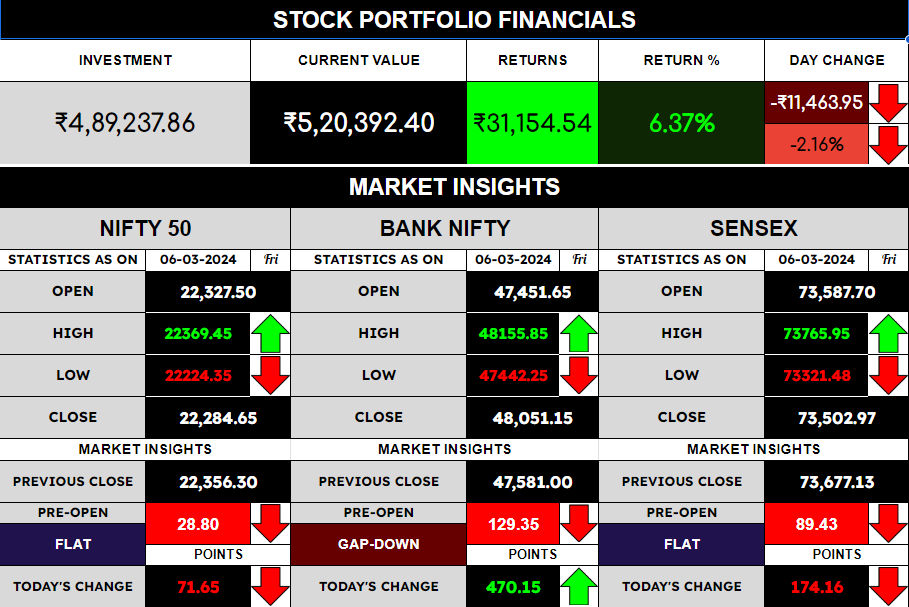 STOCK PORTFOLIO FINANCIALS
INVESTMENT CURRENT VALUE RETURNS RETURN % DAY CHANGE
₹4,89,237.86 ₹5,20,392.40 ₹31,154.54 6.37% -₹11,463.95
-2.16%
MARKET INSIGHTS
NIFTY 50 BANK NIFTY SENSEX
STATISTICS AS ON 06-03-2024 Fri STATISTICS AS ON 06-03-2024 Fri STATISTICS AS ON 06-03-2024 Fri
OPEN 22,327.50 OPEN 47,451.65 OPEN 73,587.70
HIGH 22369.45 HIGH 48155.85 HIGH 73765.95
LOW 22224.35 LOW 47442.25 LOW 73321.48
CLOSE 22,284.65 CLOSE 48,051.15 CLOSE 73,502.97
MARKET INSIGHTS MARKET INSIGHTS MARKET INSIGHTS
PREVIOUS CLOSE 22,356.30 PREVIOUS CLOSE 47,581.00 PREVIOUS CLOSE 73,677.13
PRE-OPEN 28.80 PRE-OPEN 129.35 PRE-OPEN 89.43
FLAT POINTS GAP-DOWN POINTS FLAT POINTS
TODAY'S CHANGE 71.65 TODAY'S CHANGE 470.15 TODAY'S CHANGE 174.16